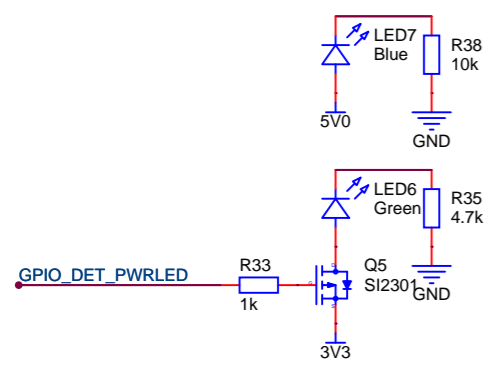 LED7
Blue
R38
10k
5V0
GND
LED6
Green
R35
4.7k
GPIO_DET_PWRLED
R33
1k
Q5
SI2301
GND
3V3